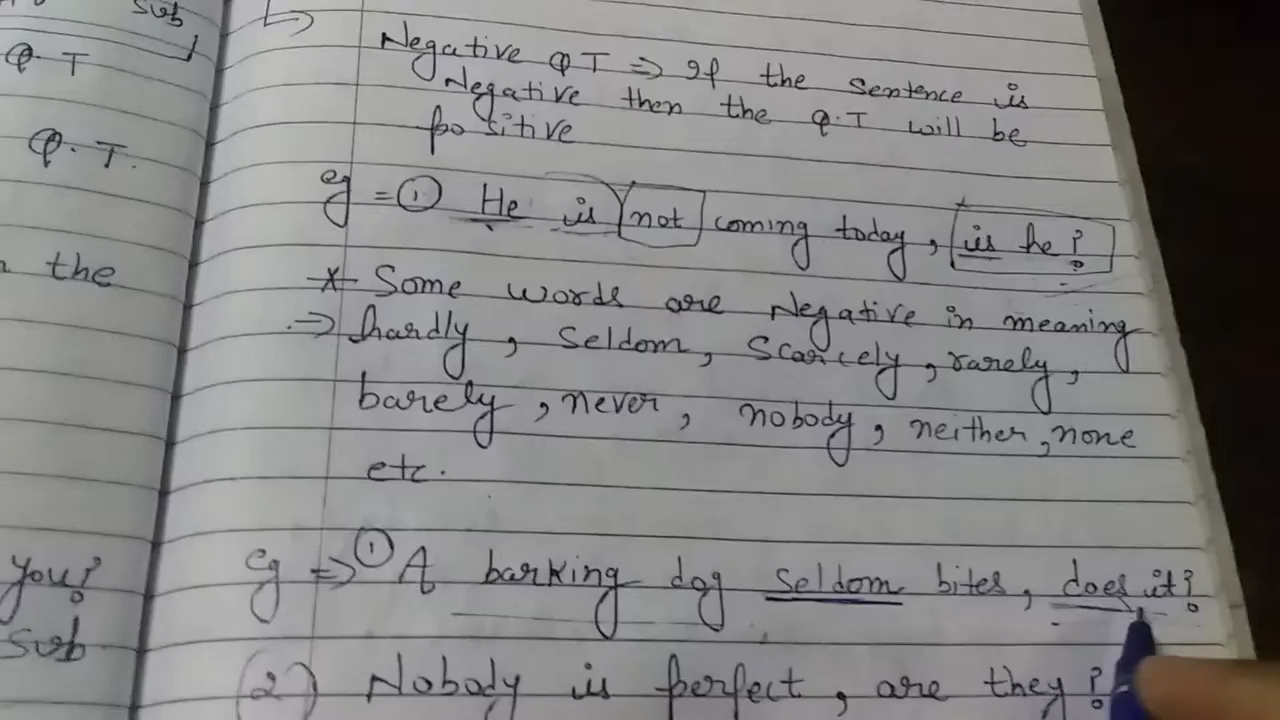 sub
Q.T
Q.T.
the
you?
sub
Negative QT => If the sentence is
Negative then the Q.T will be
positive
eg = ① He is not coming today, is he?
* Some words are Negative in meaning
=> hardly, Seldom, Scarcely, rarely,
barely, never, nobody, neither, none
etc.
eg => ① A barking dog seldom bites, does it?
(2) Nobody is perfect, are they?